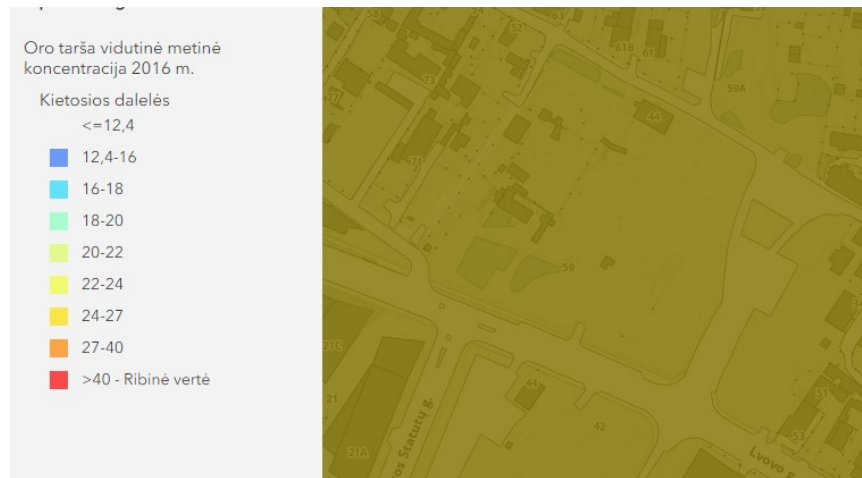 Oro tarša vidutinė metinė
koncentracija 2016 m.
Kietosios dalelės
<=12,4
12,4-16
16-18
18-20
20-22
22-24
24-27
27-40
>40 - Ribinė vertė
58
63
52
61B
61
73
59A
77
44
71
59
21C
44
51
21
42
53
21A
os Statutų g.
Lvovo g.